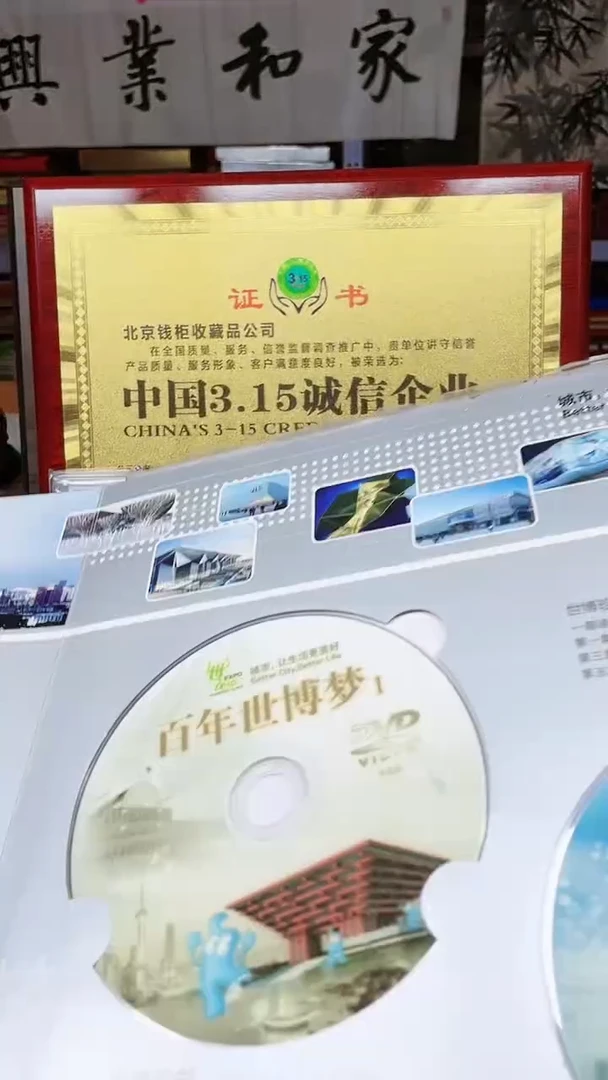 家和業興
证书
北京钱柜收藏品公司
在全国质量、服务、信誉监督调查推广中，贵单位讲守信誉
产品质量、服务形象、客户满意度良好，被荣选为：
中国3.15诚信企业
CHINA'S 3-15 CRED
城市，
Better
EXPO
城市，让生活更美好
Better City, Better Life
百年世博梦1
DVD
VIDEO